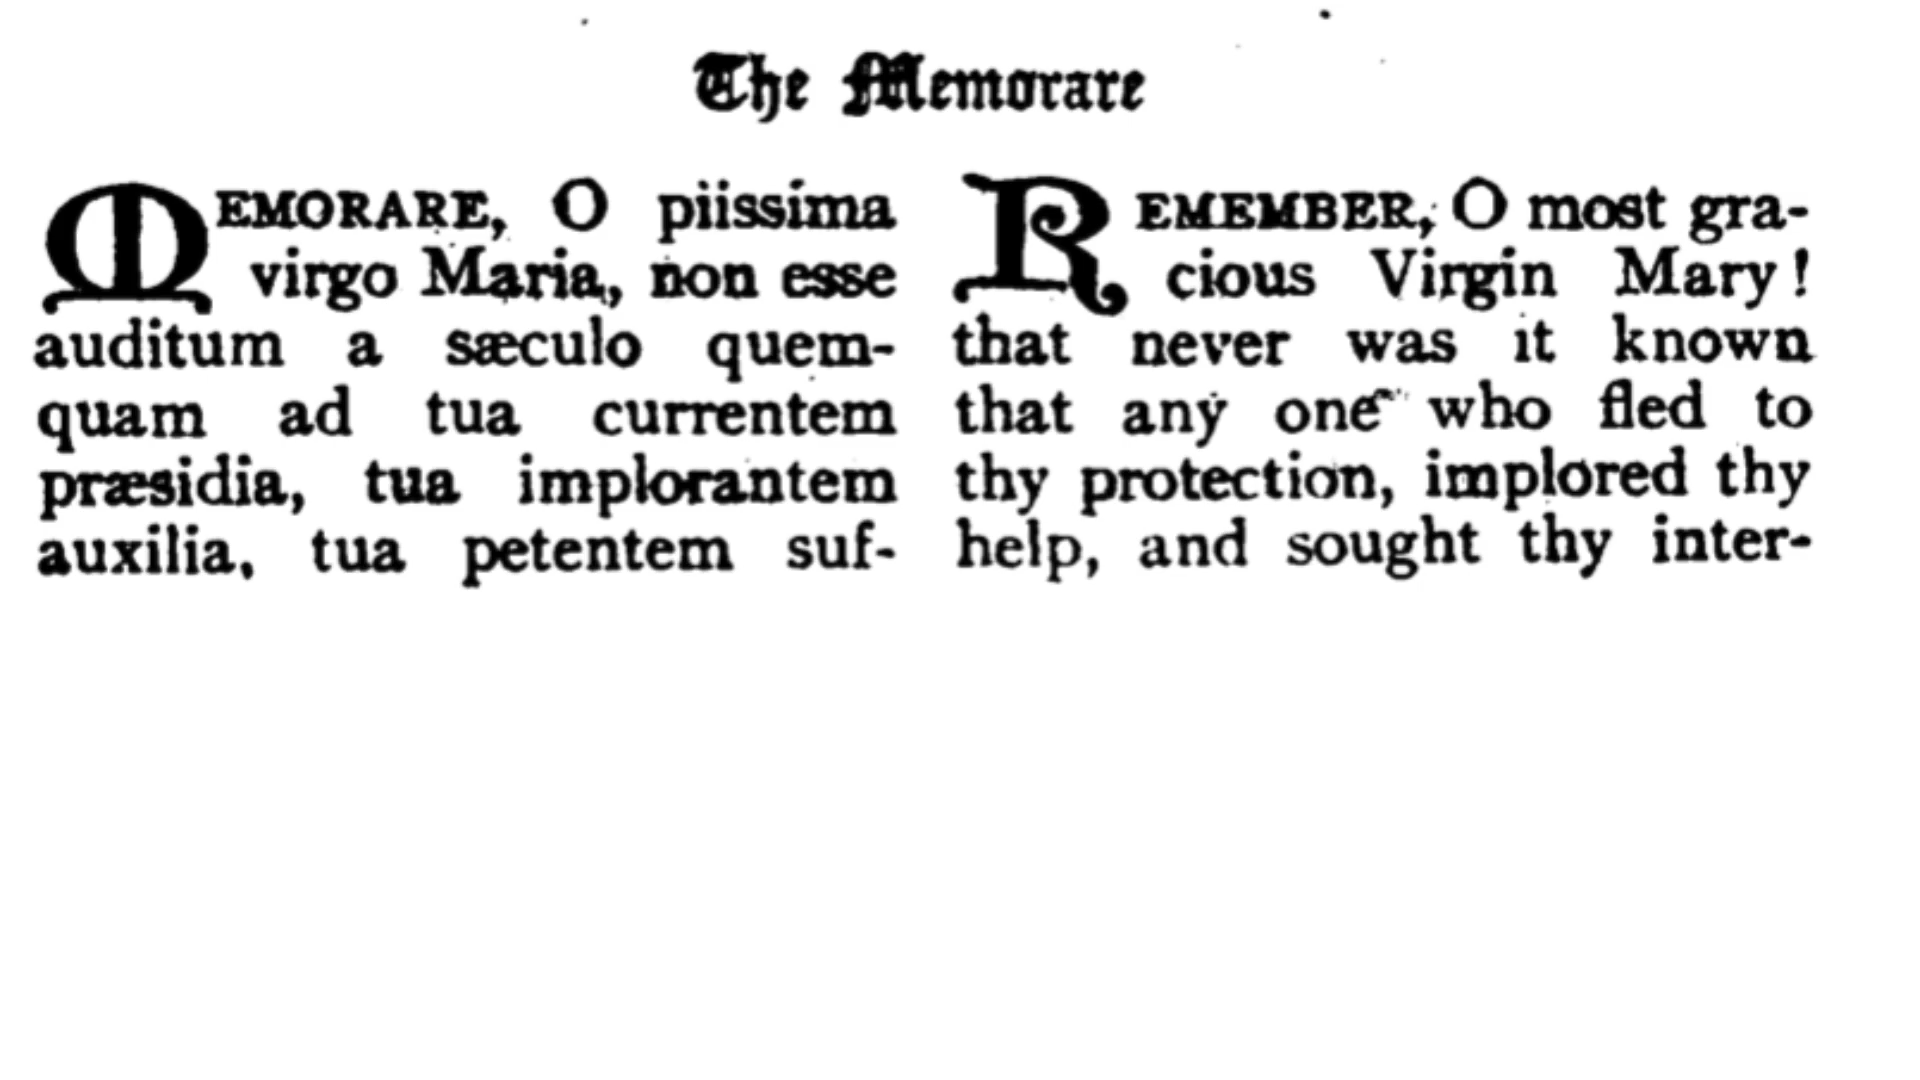 The Memorare
MEMORARE, O piissima
virgo Maria, non esse
auditum a sæculo quem-
quam ad tua currentem
præsidia, tua implorantem
auxilia, tua petentem suf-
REMEMBER, O most gra-
cious Virgin Mary!
that never was it known
that any one who fled to
thy protection, implored thy
help, and sought thy inter-